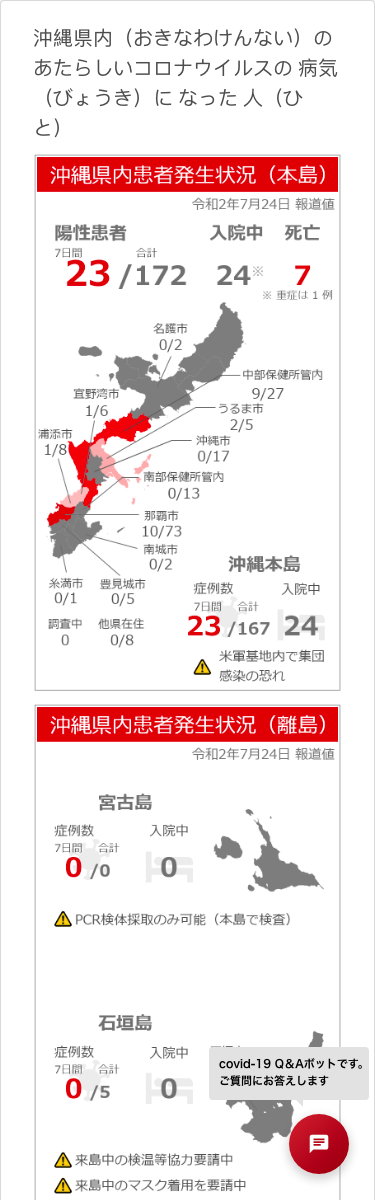 沖縄県内（おきなわけんない）の
あたらしいコロナウイルスの 病気
（びょうき）に なった 人（ひ
と）
沖縄県内患者発生状況（本島）
令和2年7月24日 報道値
陽性患者 入院中 死亡
7日間 合計
23 /172 24※ 7
※ 重症は 1 例
名護市
0/2
中部保健所管内
9/27
宜野湾市
1/6
うるま市
2/5
浦添市
1/8
沖縄市
0/17
南部保健所管内
0/13
那覇市
10/73
南城市
0/2
糸満市
0/1
豊見城市
0/5
調査中
0
他県在住
0/8
沖縄本島
症例数 入院中
7日間 合計
23 /167 24
米軍基地内で集団
感染の恐れ
沖縄県内患者発生状況（離島）
令和2年7月24日 報道値
宮古島
症例数 入院中
7日間 合計
0 /0 0
PCR検体採取のみ可能（本島で検査）
石垣島
症例数 入院中
7日間 合計
0 /5 0
covid-19 Q&Aボットです。
ご質問にお答えします
来島中の検温等協力要請中
来島中のマスク着用を要請中